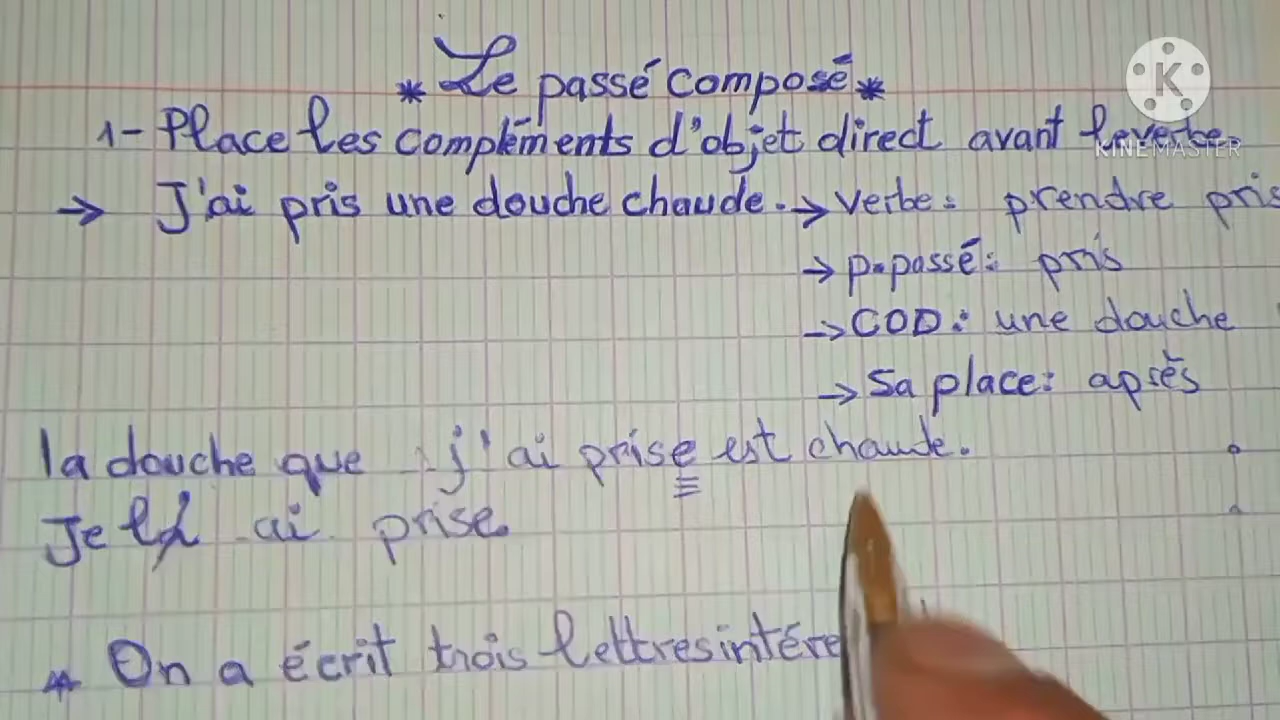 * Le passé composé *
1- Place les compléments d'objet direct avant le verbe.
→ J'ai pris une douche chaude. → verbe: prendre pris
→ p.passé: pris
→ COD: une douche
→ Sa place: après
la douche que j'ai prise est chaude.
Je l' ai prise.
* On a écrit trois lettres intére
K
KINEMASTER